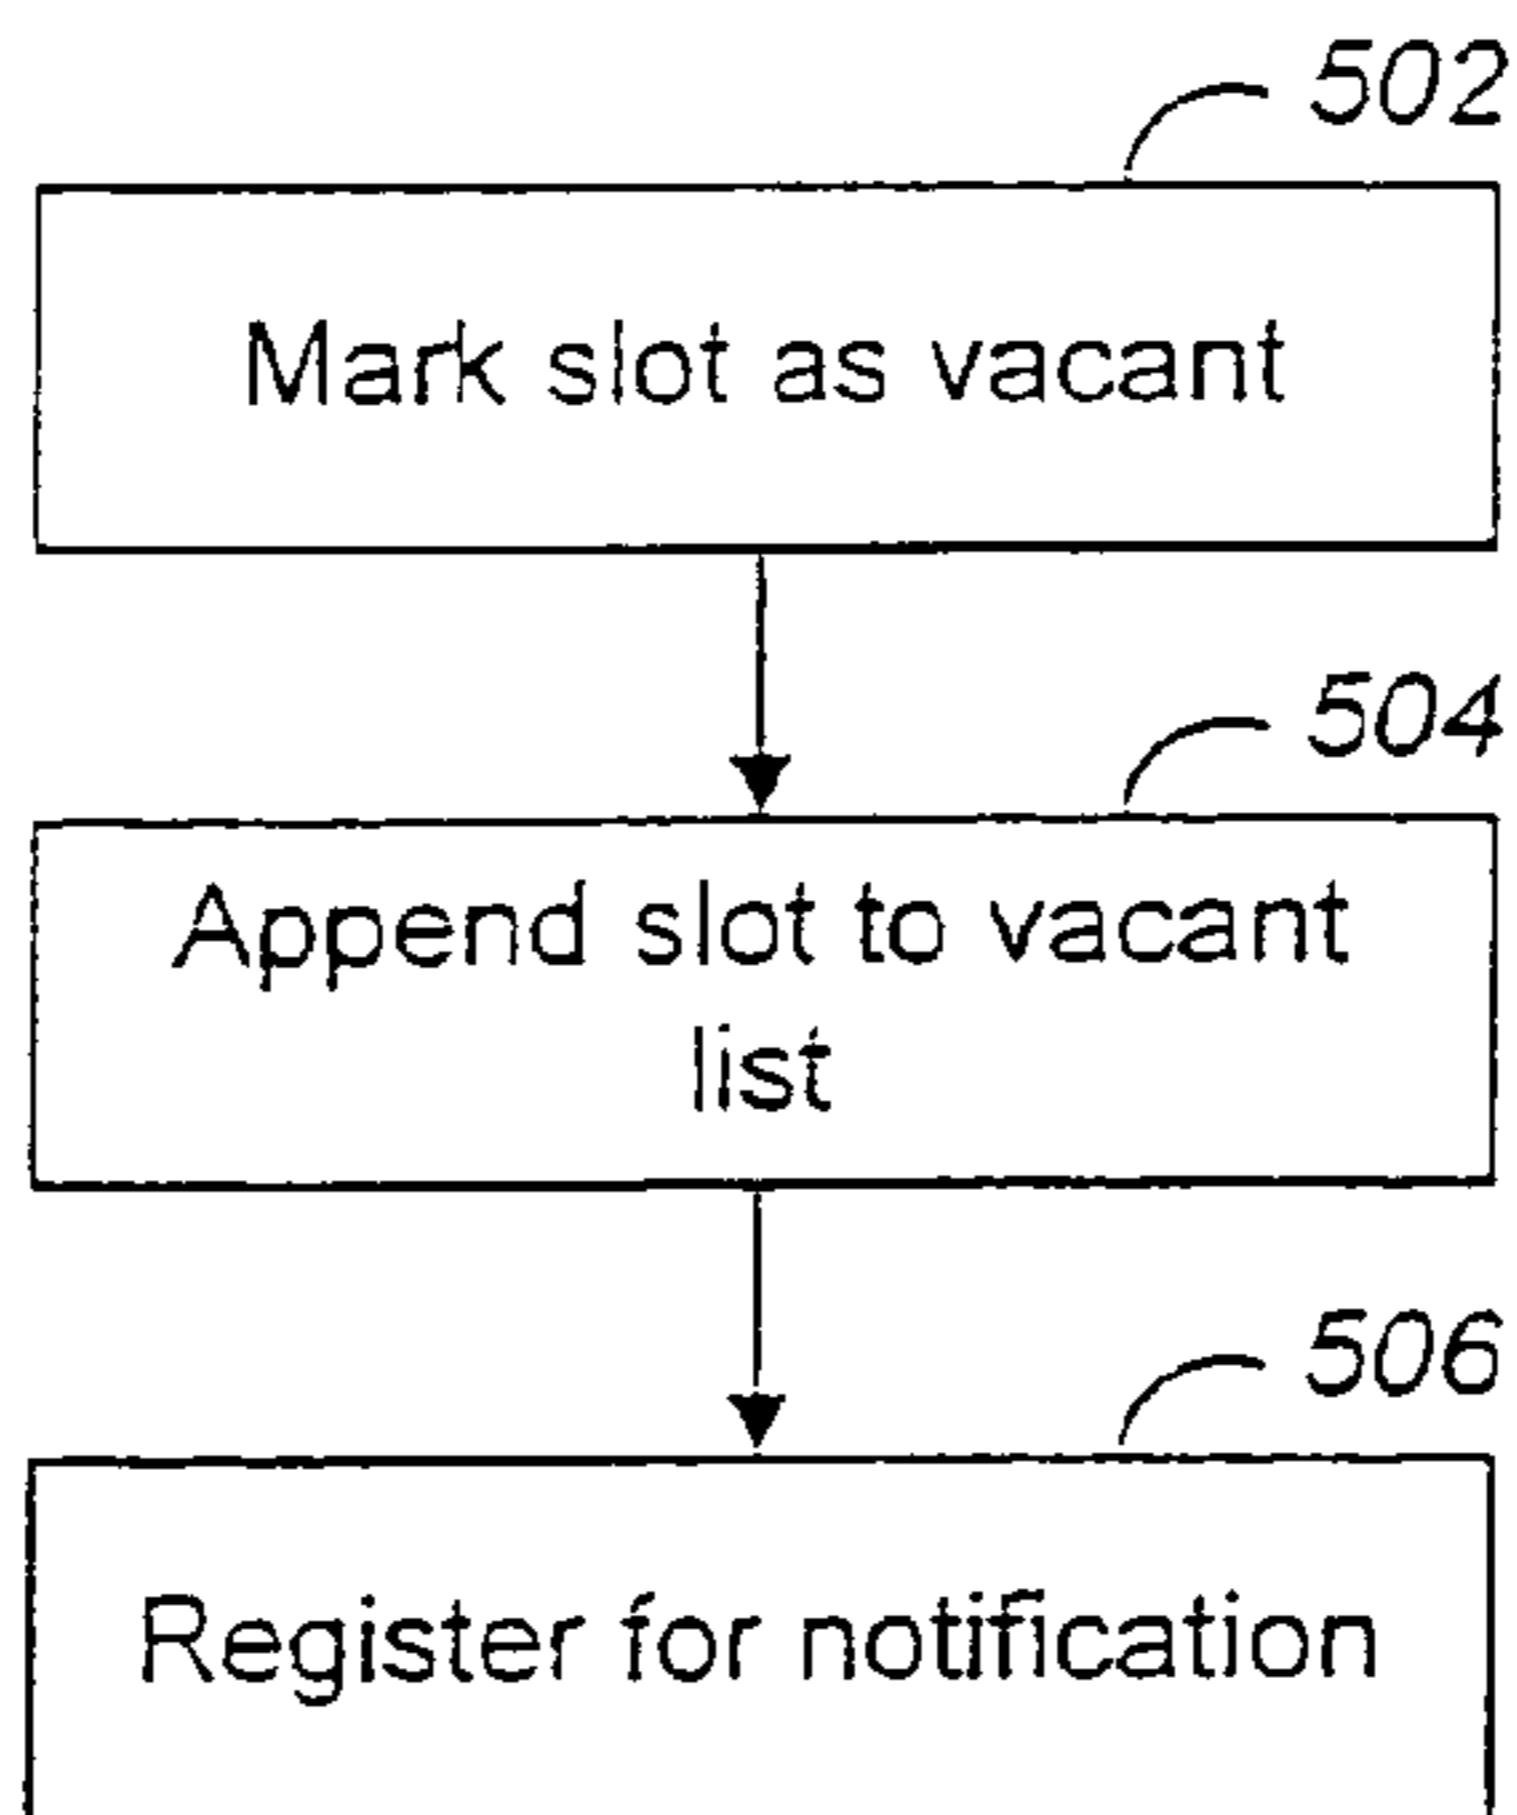 502
Mark slot as vacant
504
Append slot to vacant
list
506
Register for notification